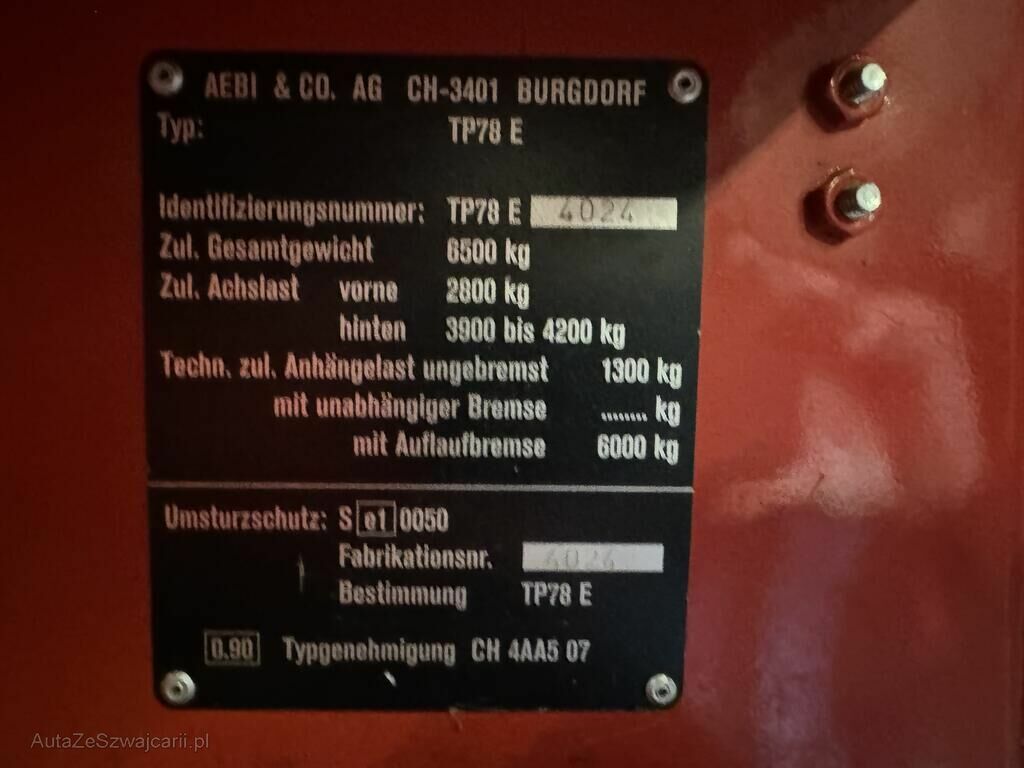 AEBI & CO. AG CH-3401 BURGDORF
Typ: TP78 E
Identifizierungsnummer: TP78 E 4024
Zul. Gesamtgewicht 6500 kg
Zul. Achslast vorne 2800 kg
hinten 3900 bis 4200 kg
Techn. zul. Anhängelast ungebremst 1300 kg
mit unabhängiger Bremse ........ kg
mit Auflaufbremse 6000 kg
Umsturzschutz: S e1 0050
Fabrikationsnr. 4024
Bestimmung TP78 E
0.90 Typgenehmigung CH 4AA5 07
AutaZeSzwajcarii.pl